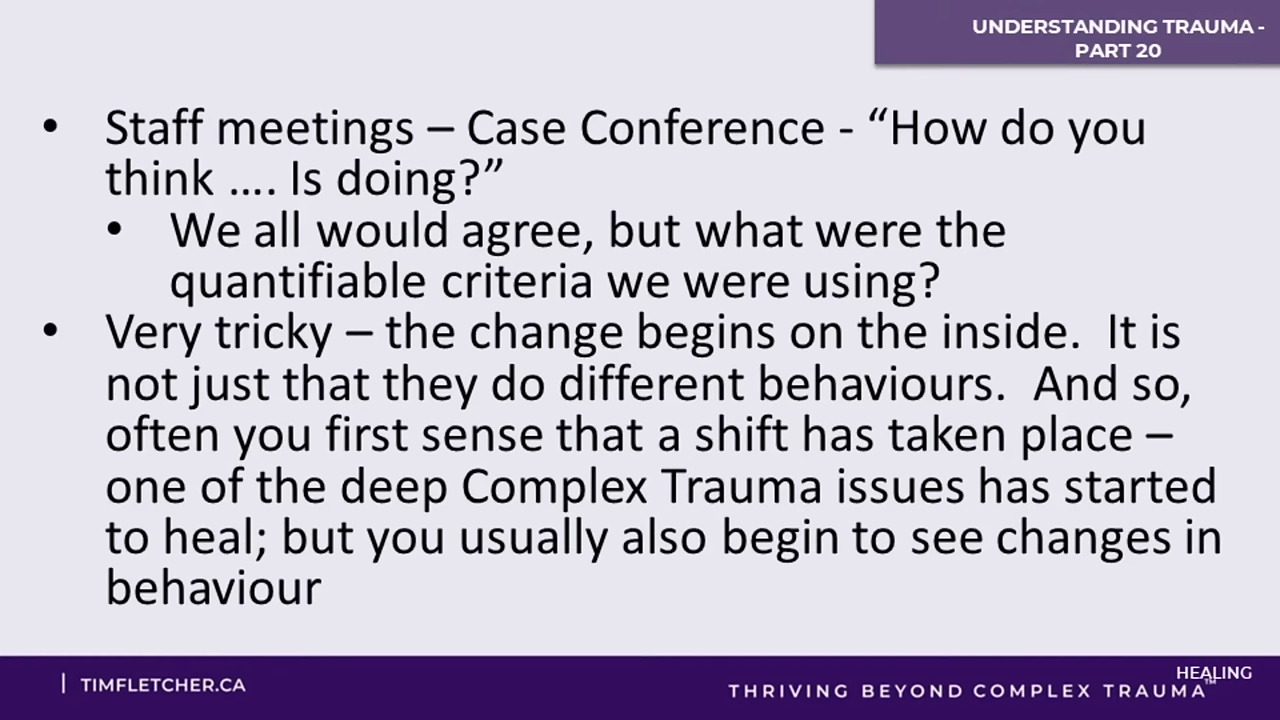 UNDERSTANDING TRAUMA -
PART 20
• Staff meetings – Case Conference - “How do you
think .... Is doing?”
• We all would agree, but what were the
quantifiable criteria we were using?
• Very tricky – the change begins on the inside.  It is
not just that they do different behaviours.  And so,
often you first sense that a shift has taken place –
one of the deep Complex Trauma issues has started
to heal; but you usually also begin to see changes in
behaviour
| TIMFLETCHER.CA
HEALING
THRIVING BEYOND COMPLEX TRAUMA™